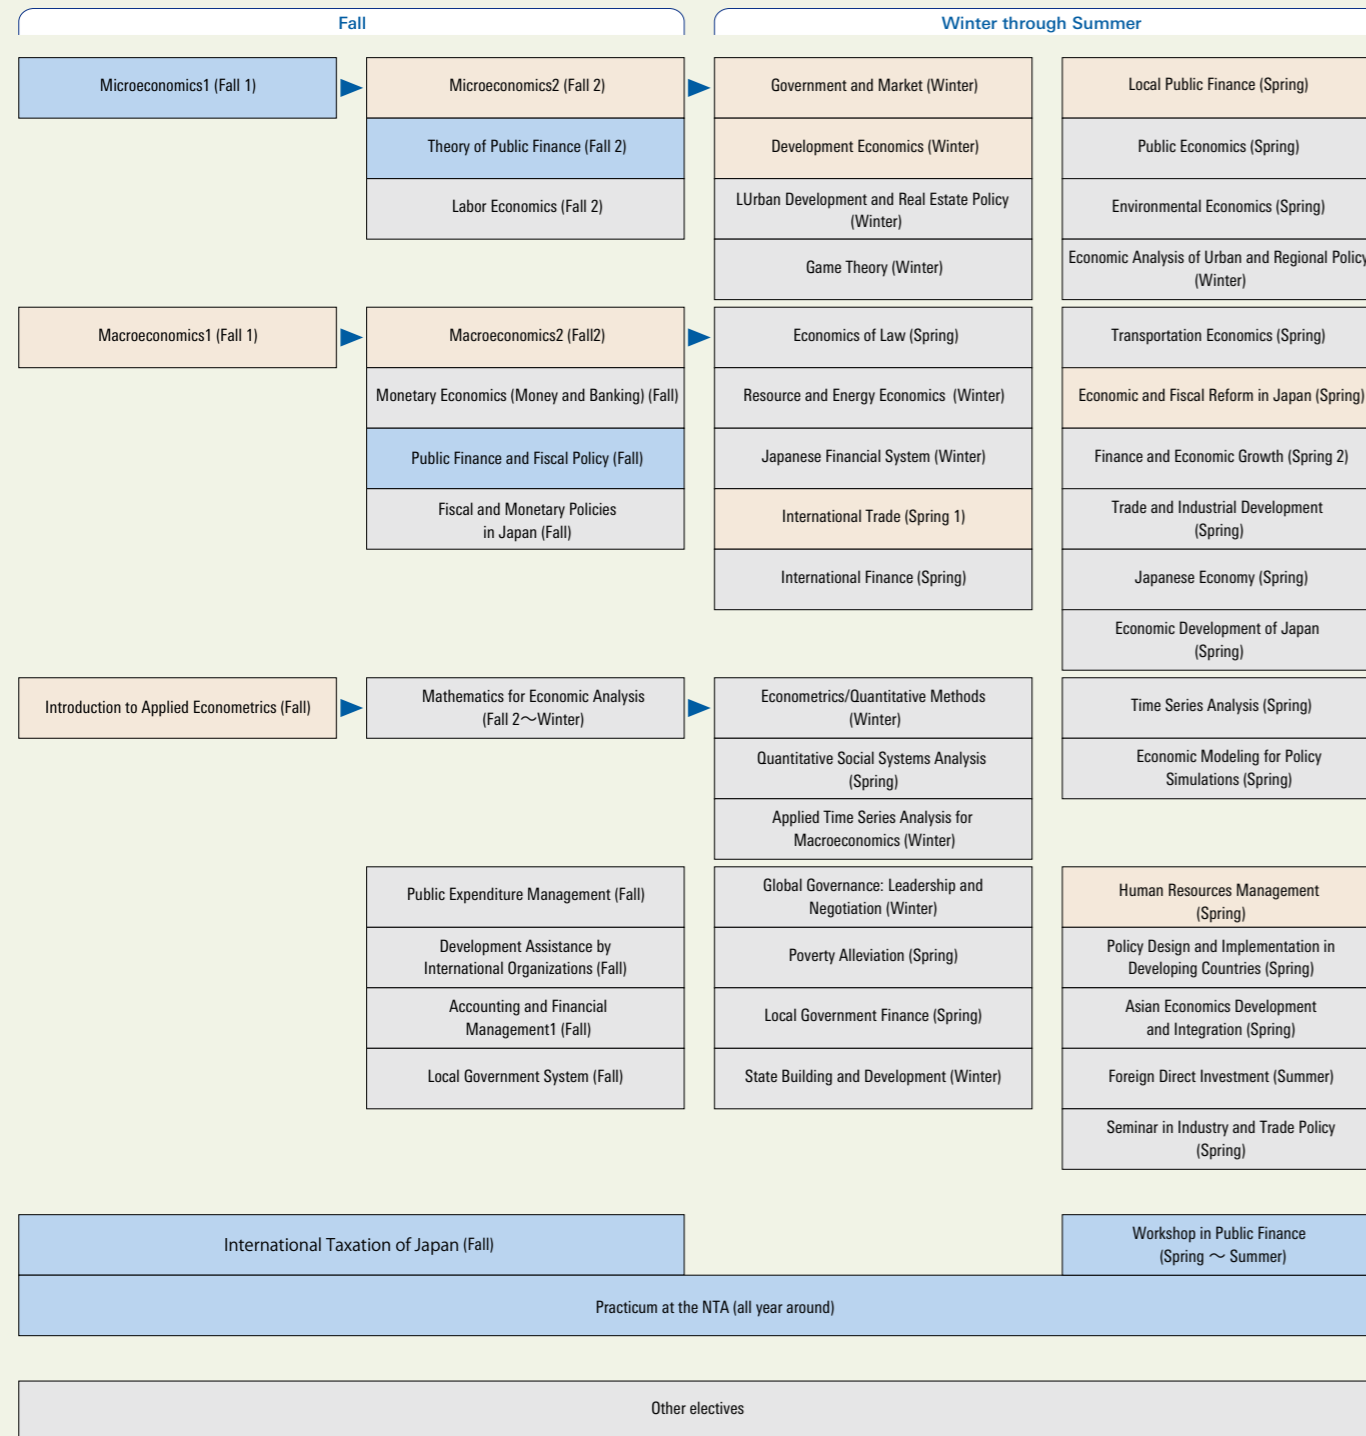 Fall
Winter through Summer
Microeconomics1 (Fall 1)
Microeconomics2 (Fall 2)
Government and Market (Winter)
Local Public Finance (Spring)
Theory of Public Finance (Fall 2)
Development Economics (Winter)
Public Economics (Spring)
Labor Economics (Fall 2)
LUrban Development and Real Estate Policy
(Winter)
Environmental Economics (Spring)
Game Theory (Winter)
Economic Analysis of Urban and Regional Policy
(Winter)
Macroeconomics1 (Fall 1)
Macroeconomics2 (Fall2)
Economics of Law (Spring)
Transportation Economics (Spring)
Monetary Economics (Money and Banking) (Fall)
Resource and Energy Economics (Winter)
Economic and Fiscal Reform in Japan (Spring)
Public Finance and Fiscal Policy (Fall)
Japanese Financial System (Winter)
Finance and Economic Growth (Spring 2)
Fiscal and Monetary Policies
in Japan (Fall)
International Trade (Spring 1)
Trade and Industrial Development
(Spring)
International Finance (Spring)
Japanese Economy (Spring)
Economic Development of Japan
(Spring)
Introduction to Applied Econometrics (Fall)
Mathematics for Economic Analysis
(Fall 2〜Winter)
Econometrics/Quantitative Methods
(Winter)
Time Series Analysis (Spring)
Quantitative Social Systems Analysis
(Spring)
Economic Modeling for Policy
Simulations (Spring)
Applied Time Series Analysis for
Macroeconomics (Winter)
Public Expenditure Management (Fall)
Global Governance: Leadership and
Negotiation (Winter)
Human Resources Management
(Spring)
Development Assistance by
International Organizations (Fall)
Poverty Alleviation (Spring)
Policy Design and Implementation in
Developing Countries (Spring)
Accounting and Financial
Management1 (Fall)
Local Government Finance (Spring)
Asian Economics Development
and Integration (Spring)
Local Government System (Fall)
State Building and Development (Winter)
Foreign Direct Investment (Summer)
Seminar in Industry and Trade Policy
(Spring)
International Taxation of Japan (Fall)
Workshop in Public Finance
(Spring 〜 Summer)
Practicum at the NTA (all year around)
Other electives